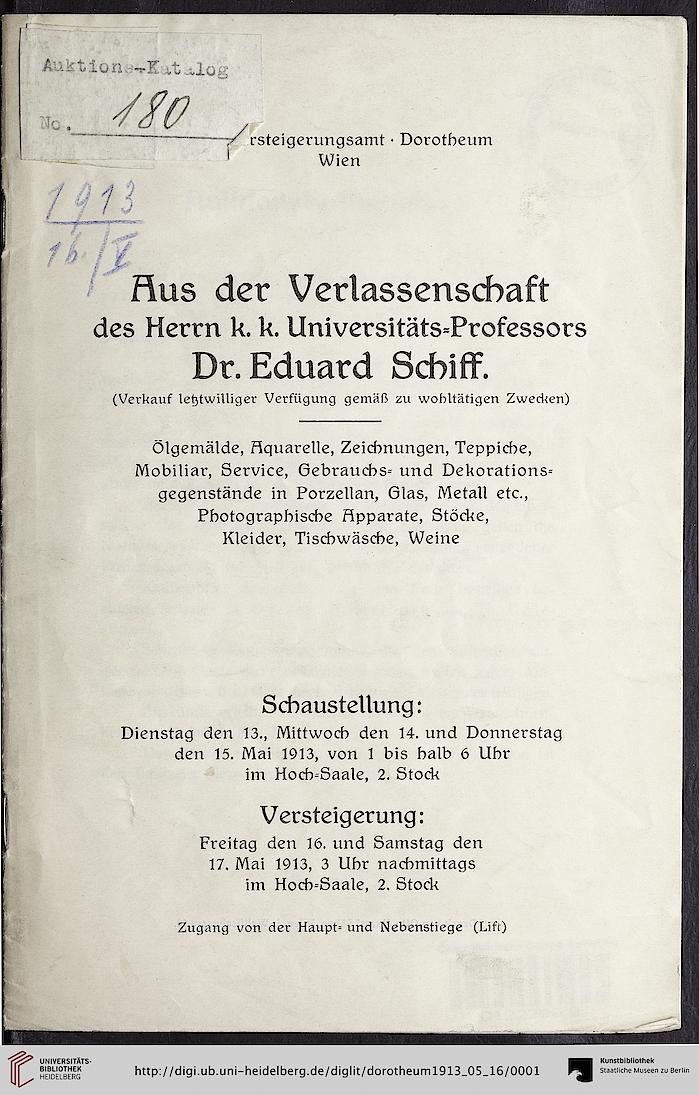 Auktions-Katalog
No. 180
rsteigerungsamt · Dorotheum
Wien
1913
16./V
Aus der Verlassenschaft
des Herrn k. k. Universitäts-Professors
Dr. Eduard Schiff.
(Verkauf letztwilliger Verfügung gemäß zu wohltätigen Zwecken)
Ölgemälde, Aquarelle, Zeichnungen, Teppiche,
Mobiliar, Service, Gebrauchs- und Dekorations-
gegenstände in Porzellan, Glas, Metall etc.,
Photographische Apparate, Stöcke,
Kleider, Tischwäsche, Weine
Schaustellung:
Dienstag den 13., Mittwoch den 14. und Donnerstag
den 15. Mai 1913, von 1 bis halb 6 Uhr
im Hoch-Saale, 2. Stock
Versteigerung:
Freitag den 16. und Samstag den
17. Mai 1913, 3 Uhr nachmittags
im Hoch-Saale, 2. Stock
Zugang von der Haupt- und Nebenstiege (Lift)
UNIVERSITÄTS-
BIBLIOTHEK
HEIDELBERG
http://digi.ub.uni-heidelberg.de/diglit/dorotheum1913_05_16/0001
Kunstbibliothek
Staatliche Museen zu Berlin